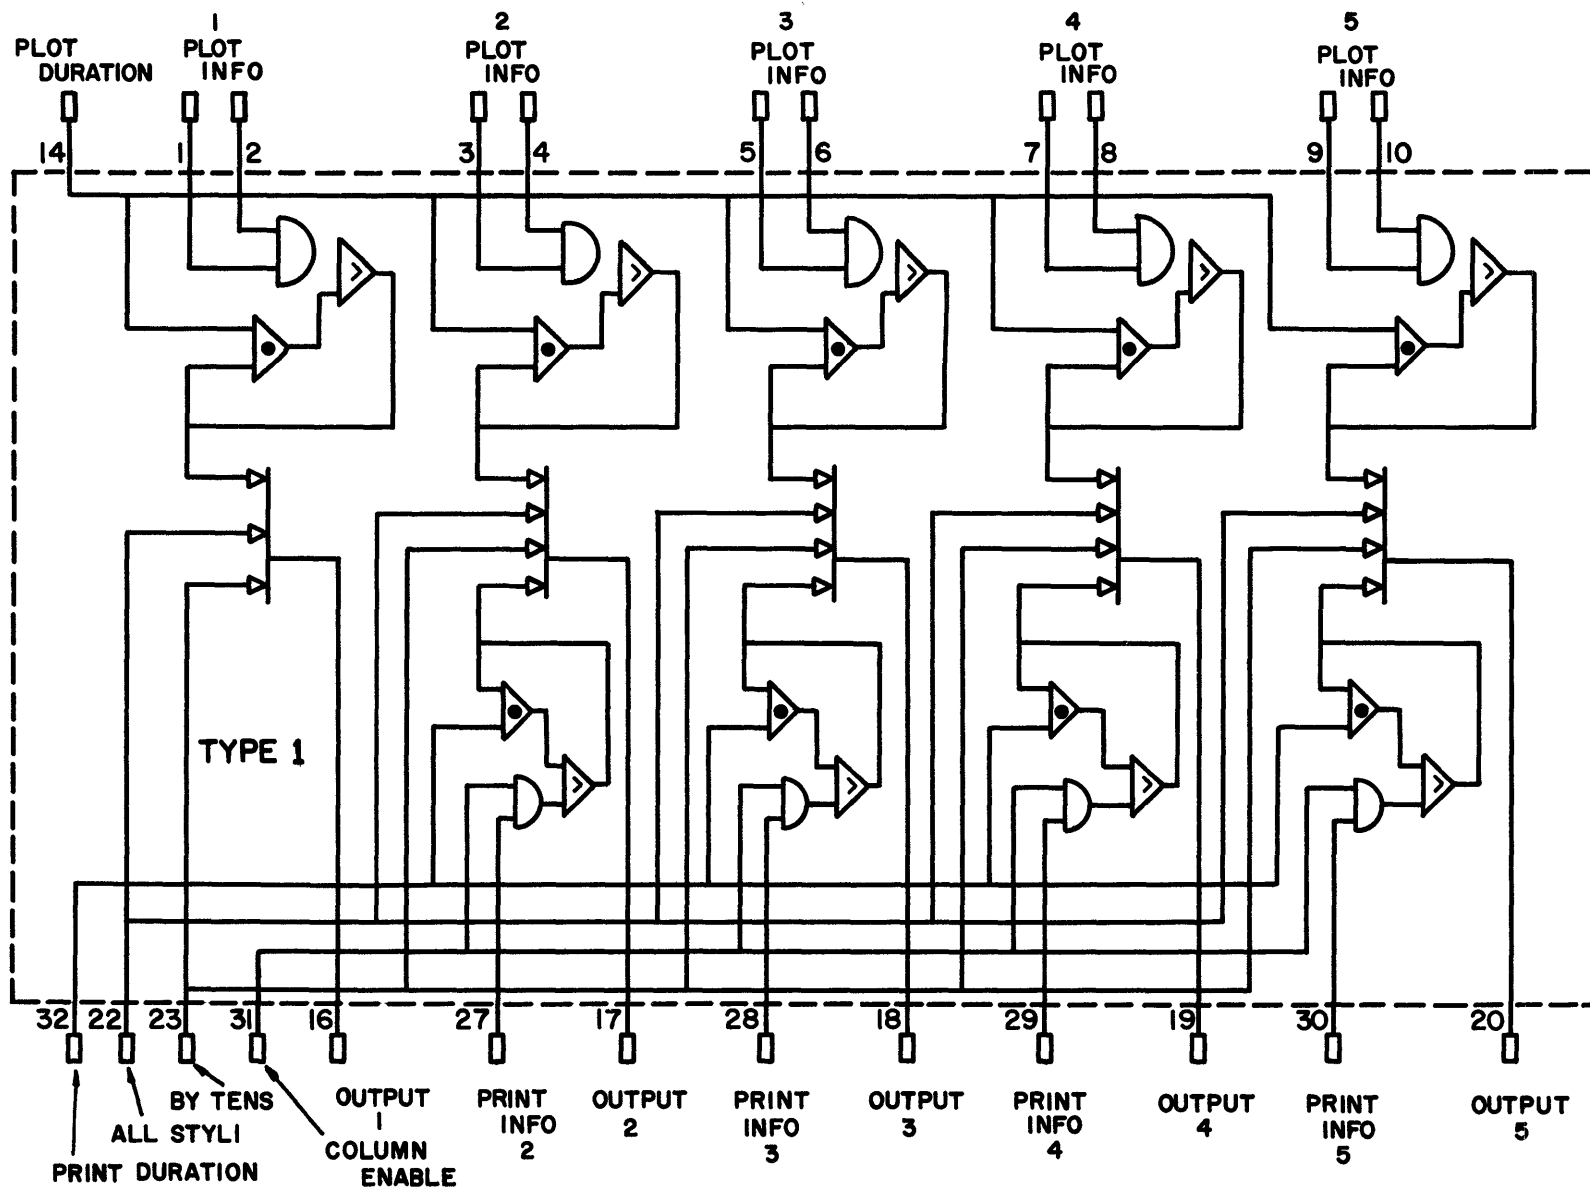 1 2 3 4 5
PLOT PLOT PLOT PLOT PLOT PLOT
DURATION INFO INFO INFO INFO INFO
14 1 2 3 4 5 6 7 8 9 10
TYPE 1
32 22 23 31 16 27 17 28 18 29 19 30 20
BY TENS OUTPUT PRINT OUTPUT PRINT OUTPUT PRINT OUTPUT PRINT OUTPUT
ALL STYLI 1 INFO 2 INFO 3 INFO 4 INFO 5
PRINT DURATION COLUMN 2 3 4 5
ENABLE